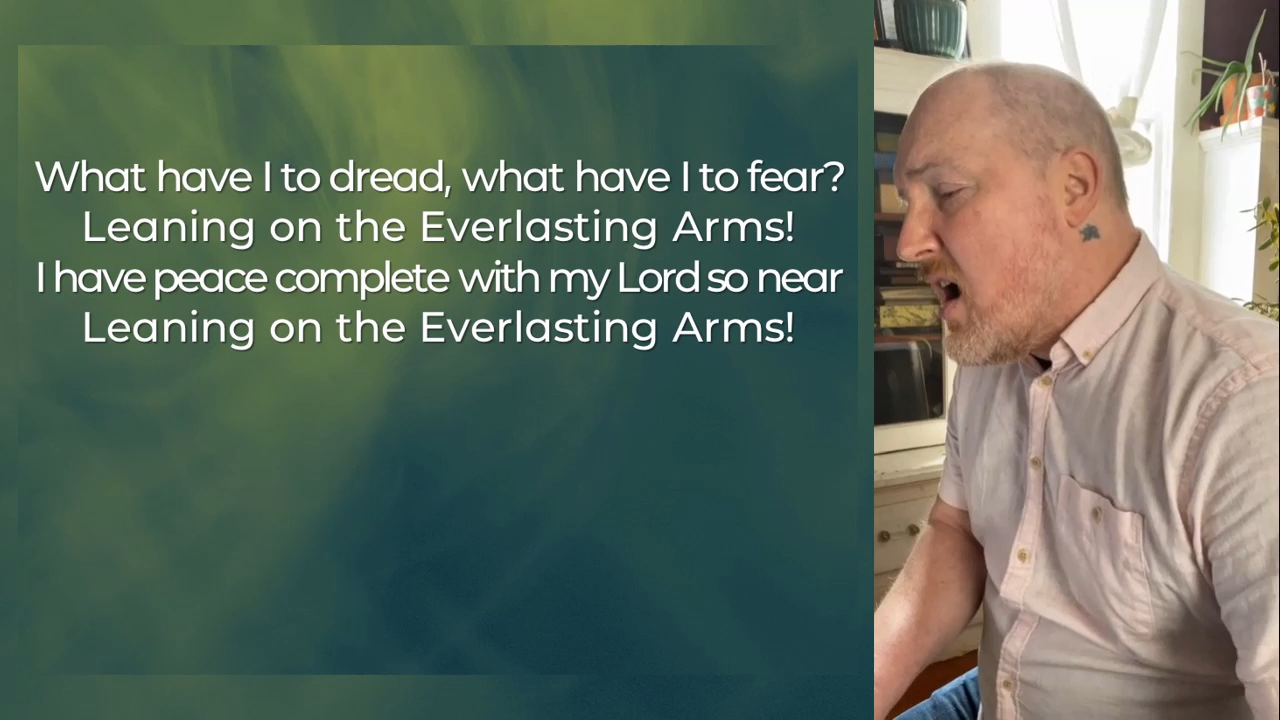 What have I to dread, what have I to fear?
Leaning on the Everlasting Arms!
I have peace complete with my Lord so near
Leaning on the Everlasting Arms!